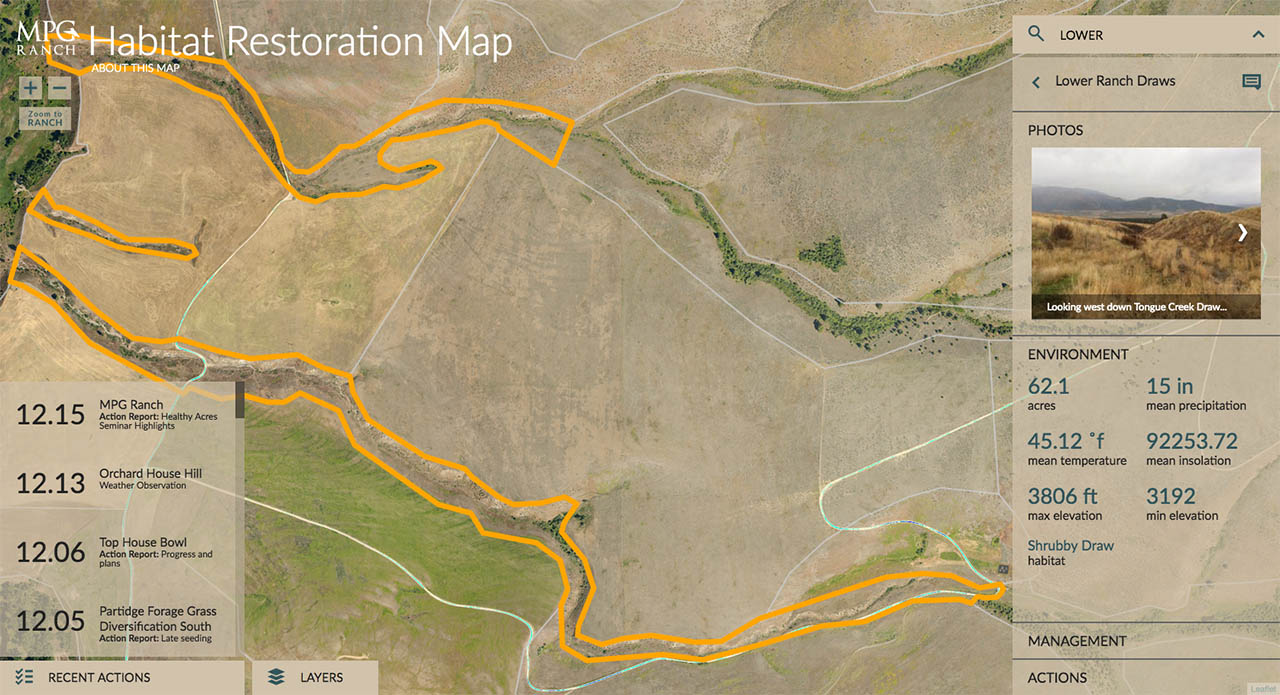 MPG
RANCH
Habitat Restoration Map
ABOUT THIS MAP
+ −
Zoom to
RANCH
LOWER
Lower Ranch Draws
PHOTOS
Looking west down Tongue Creek Draw...
ENVIRONMENT
62.1
acres
15 in
mean precipitation
45.12 °f
mean temperature
92253.72
mean insolation
3806 ft
max elevation
3192
min elevation
Shrubby Draw
habitat
MANAGEMENT
ACTIONS
12.15
MPG Ranch
Action Report: Healthy Acres
Seminar Highlights
12.13
Orchard House Hill
Weather Observation
12.06
Top House Bowl
Action Report: Progress and
plans
12.05
Partidge Forage Grass
Diversification South
Action Report: Late seeding
RECENT ACTIONS
LAYERS
Leaflet